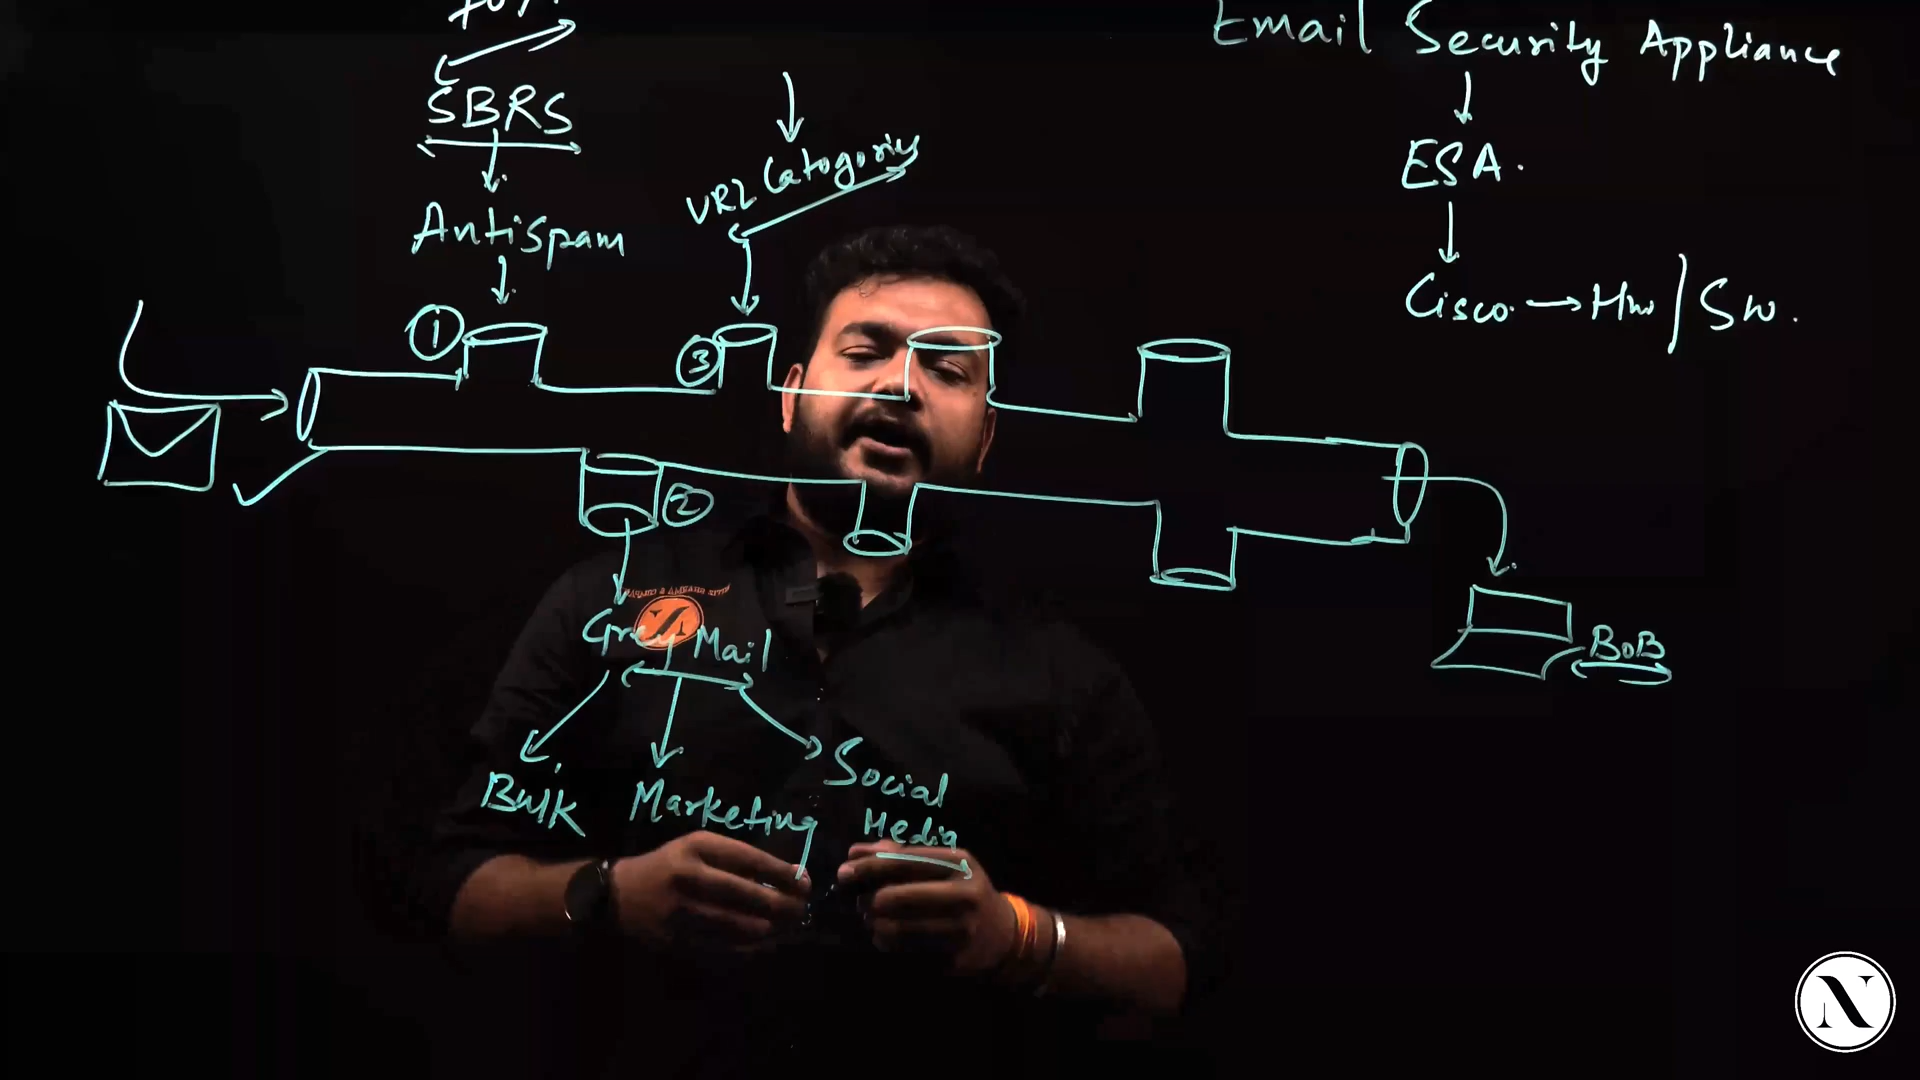 Email Security Appliance
ESA.
Cisco. → Hw / Sw.
SBRS
Antispam
URL Catogories
①
③
②
Grey Mail
Bulk
Marketing
Social
Media
BOB
N